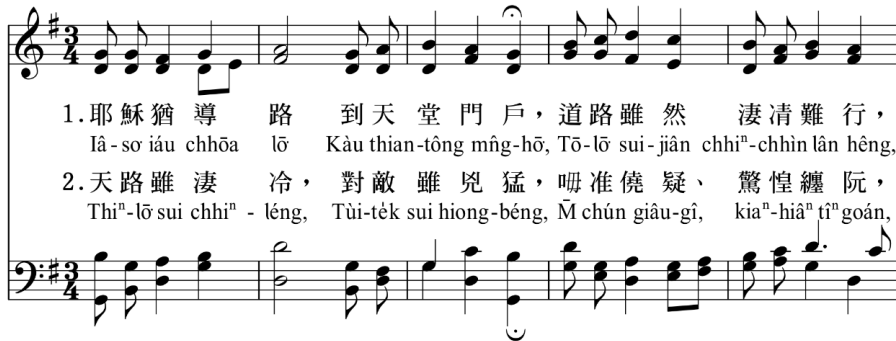 1.耶穌猶導 路 到天堂門戶，道路雖然 淒凊難行，
Iâ-so͘ iáu chhōa lō͘ Kàu thian-tông mn̂g-hō͘, Tō-lō͘ sui-jiân chhiⁿ-chhìn lân hêng,
2.天路雖淒 冷，對敵雖兇猛，毋准僥疑、驚惶纏阮，
Thiⁿ-lō͘ sui chhiⁿ-léng, Tùi-te̍k sui hiong-béng, M̄ chún giâu-gî, kiaⁿ-hiâⁿ tîⁿ goán,